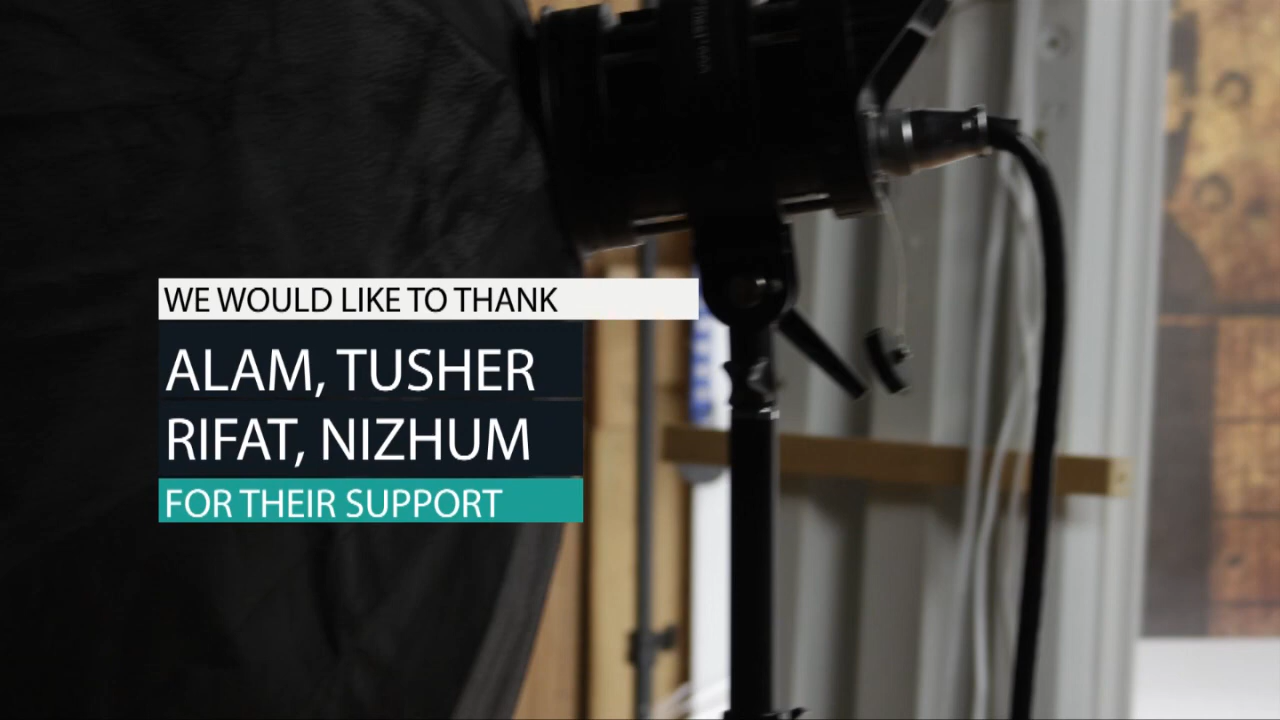 WE WOULD LIKE TO THANK
ALAM, TUSHER
RIFAT, NIZHUM
FOR THEIR SUPPORT